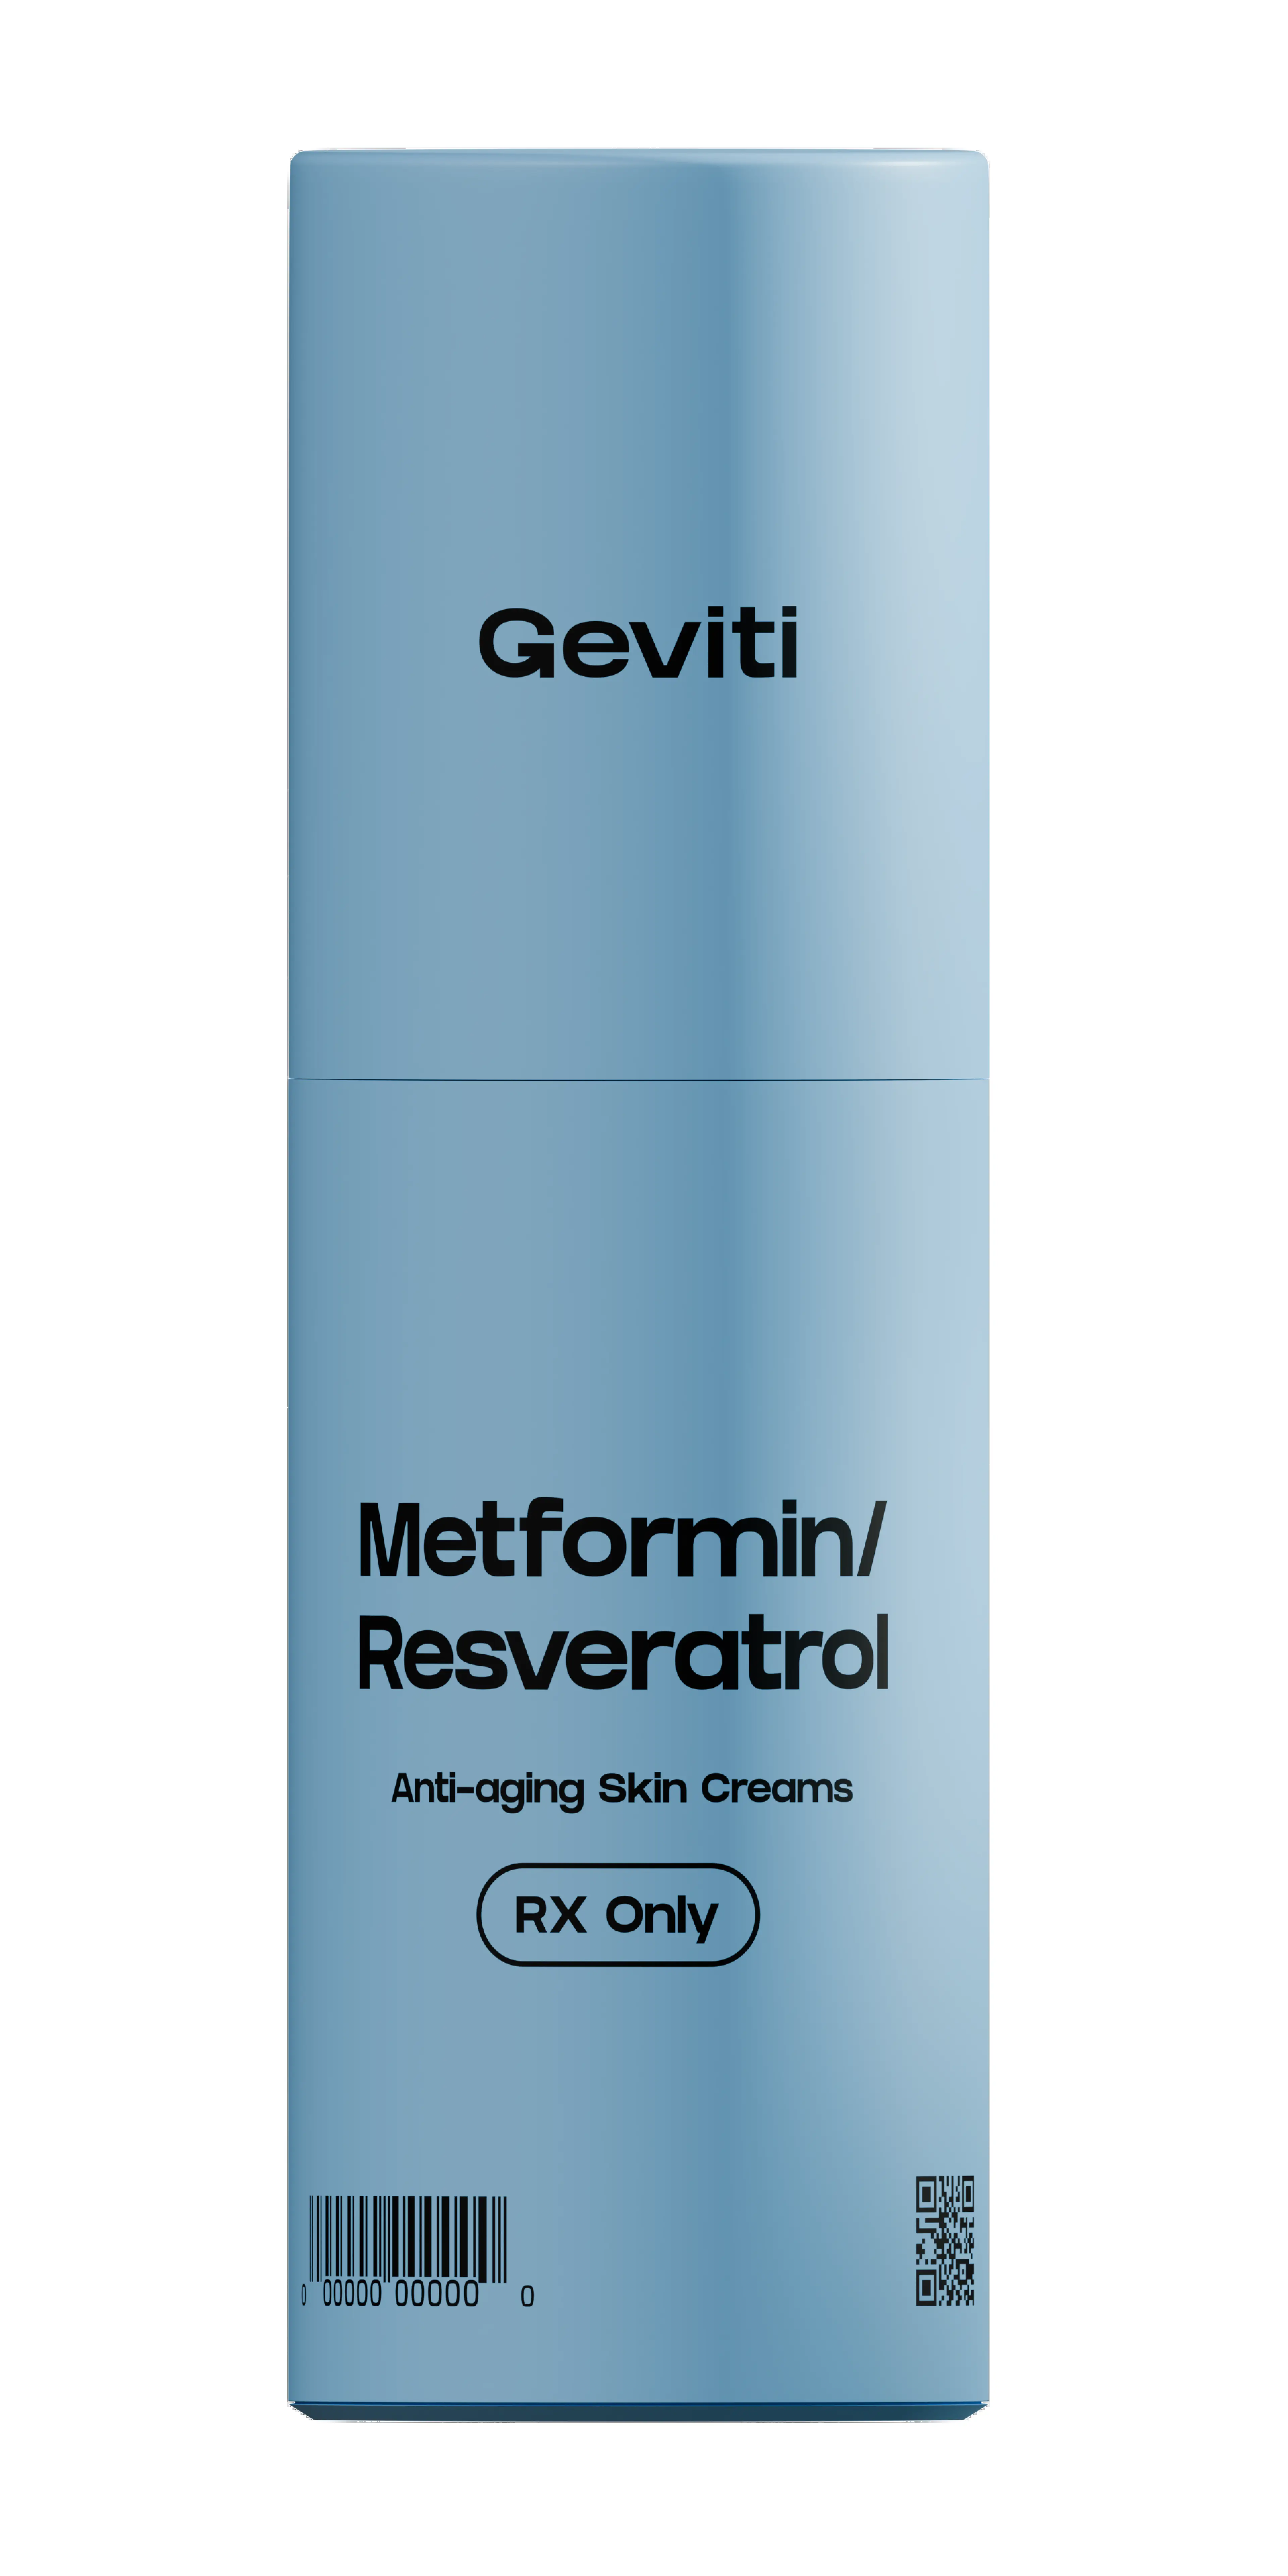 Geviti
Metformin/
Resveratrol
Anti-aging Skin Creams
RX Only
0 00000 00000 0